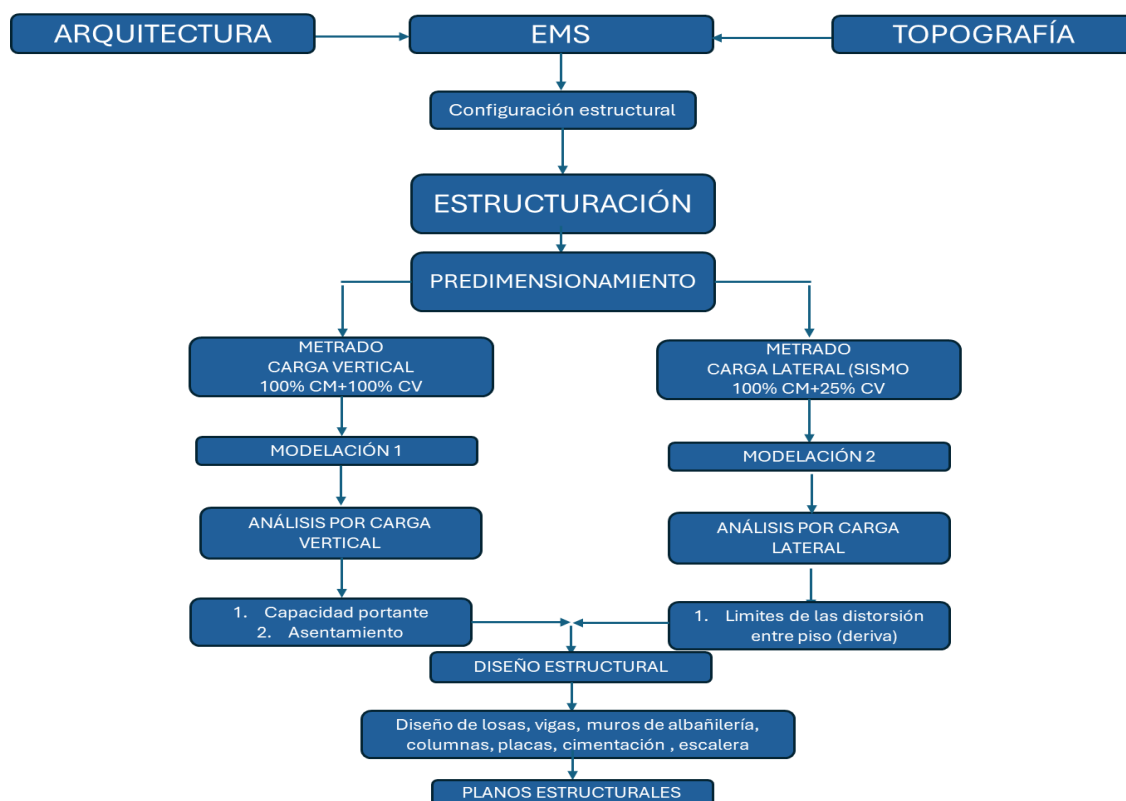 ARQUITECTURA
EMS
TOPOGRAFÍA
Configuración estructural
ESTRUCTURACIÓN
PREDIMENSIONAMIENTO
METRADO
CARGA VERTICAL
100% CM+100% CV
METRADO
CARGA LATERAL (SISMO
100% CM+25% CV
MODELACIÓN 1
MODELACIÓN 2
ANÁLISIS POR CARGA
VERTICAL
ANÁLISIS POR CARGA
LATERAL
1. Capacidad portante
2. Asentamiento
1. Limites de las distorsión
entre piso (deriva)
DISEÑO ESTRUCTURAL
Diseño de losas, vigas, muros de albañilería,
columnas, placas, cimentación , escalera
PLANOS ESTRUCTURALES